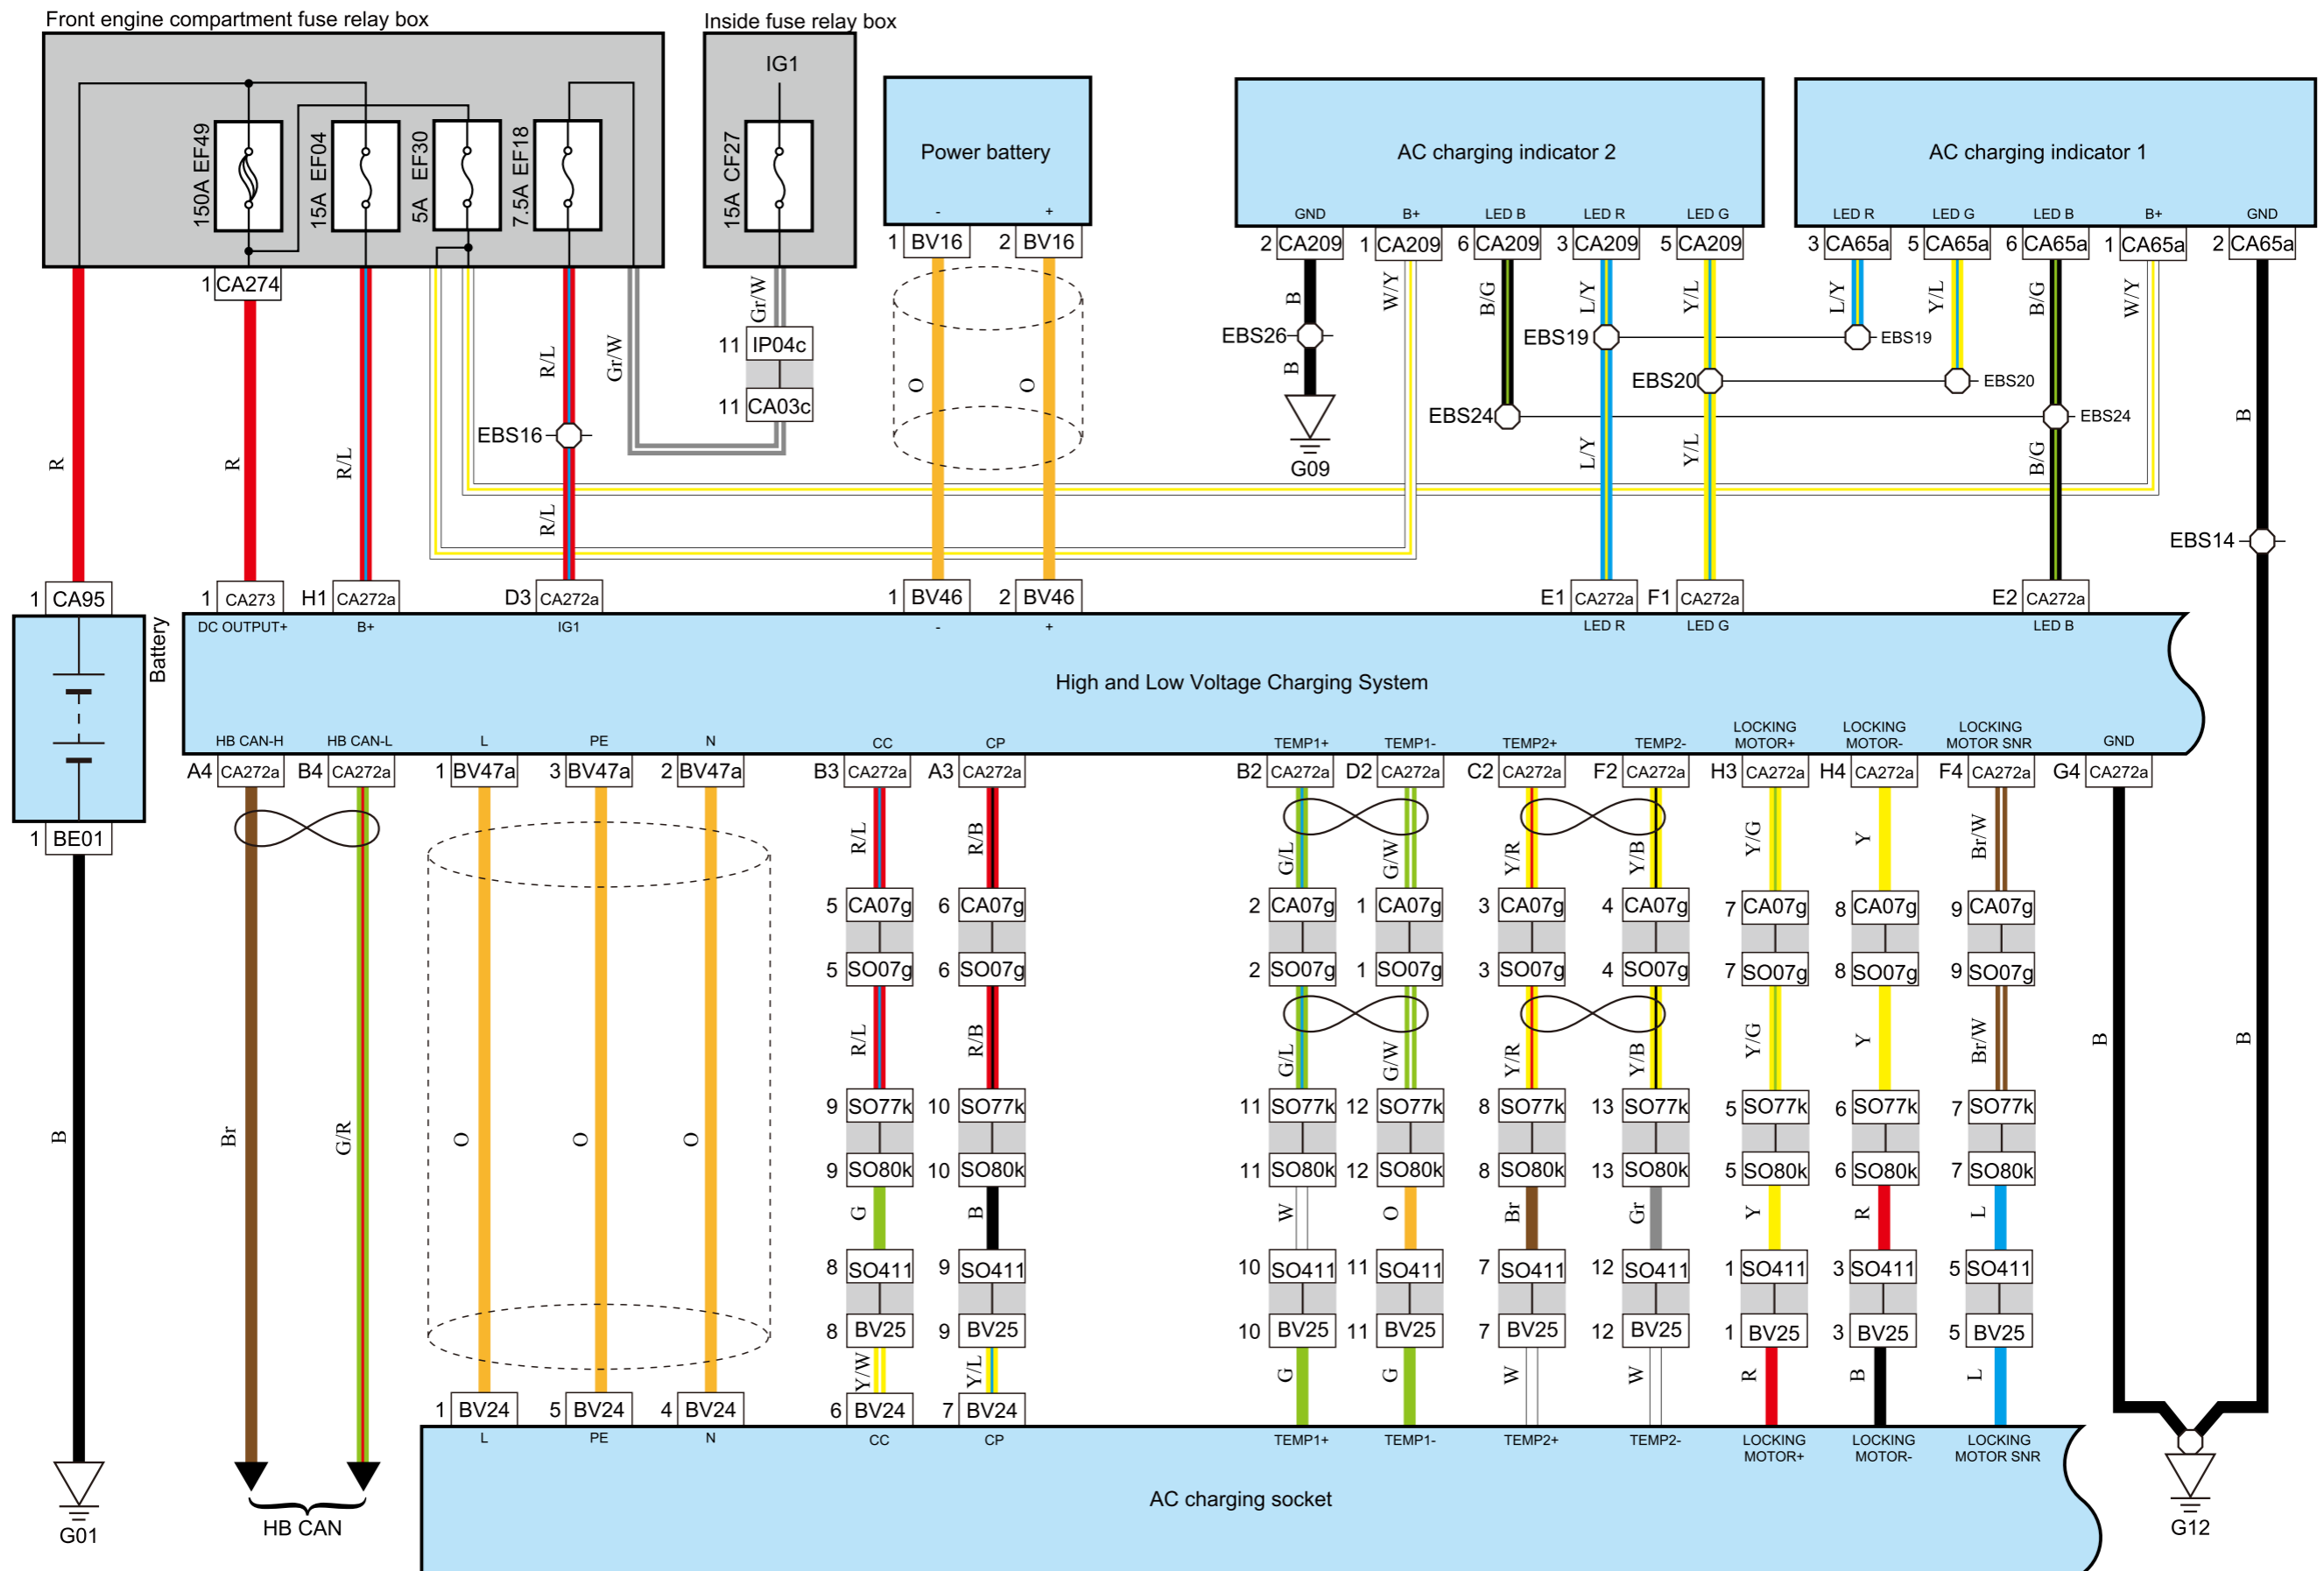 Front engine compartment fuse relay box
Inside fuse relay box
IG1
150A EF49
15A EF04
5A EF30
7.5A EF18
15A CF27
Power battery
- +
AC charging indicator 2
GND B+ LED B LED R LED G
AC charging indicator 1
LED R LED G LED B B+ GND
1 BV16 2 BV16
2 CA209 1 CA209 6 CA209 3 CA209 5 CA209
3 CA65a 5 CA65a 6 CA65a 1 CA65a 2 CA65a
1 CA274
Gr/W
B W/Y B/G L/Y Y/L L/Y Y/L B/G W/Y
11 IP04c
EBS26
EBS19 EBS19
R/L Gr/W
B
O O
EBS20 EBS20
11 CA03c
EBS24 EBS24
B
EBS16
R R R/L
G09
L/Y Y/L B/G
R/L
EBS14
1 CA95
1 CA273 H1 CA272a D3 CA272a 1 BV46 2 BV46 E1 CA272a F1 CA272a E2 CA272a
Battery
DC OUTPUT+ B+ IG1 - + LED R LED G LED B
High and Low Voltage Charging System
HB CAN-H HB CAN-L L PE N CC CP TEMP1+ TEMP1- TEMP2+ TEMP2- LOCKING MOTOR+ LOCKING MOTOR- LOCKING MOTOR SNR GND
A4 CA272a B4 CA272a 1 BV47a 3 BV47a 2 BV47a B3 CA272a A3 CA272a B2 CA272a D2 CA272a C2 CA272a F2 CA272a H3 CA272a H4 CA272a F4 CA272a G4 CA272a
1 BE01
R/L R/B G/L G/W Y/R Y/B Y/G Y Br/W
5 CA07g 6 CA07g 2 CA07g 1 CA07g 3 CA07g 4 CA07g 7 CA07g 8 CA07g 9 CA07g
5 SO07g 6 SO07g 2 SO07g 1 SO07g 3 SO07g 4 SO07g 7 SO07g 8 SO07g 9 SO07g
R/L R/B G/L G/W Y/R Y/B Y/G Y Br/W B B
9 SO77k 10 SO77k 11 SO77k 12 SO77k 8 SO77k 13 SO77k 5 SO77k 6 SO77k 7 SO77k
B Br G/R O O O
9 SO80k 10 SO80k 11 SO80k 12 SO80k 8 SO80k 13 SO80k 5 SO80k 6 SO80k 7 SO80k
G B W O Br Gr Y R L
8 SO411 9 SO411 10 SO411 11 SO411 7 SO411 12 SO411 1 SO411 3 SO411 5 SO411
8 BV25 9 BV25 10 BV25 11 BV25 7 BV25 12 BV25 1 BV25 3 BV25 5 BV25
Y/W Y/L G G W W R B L
1 BV24 5 BV24 4 BV24 6 BV24 7 BV24
L PE N CC CP TEMP1+ TEMP1- TEMP2+ TEMP2- LOCKING MOTOR+ LOCKING MOTOR- LOCKING MOTOR SNR
AC charging socket
G01
HB CAN
G12